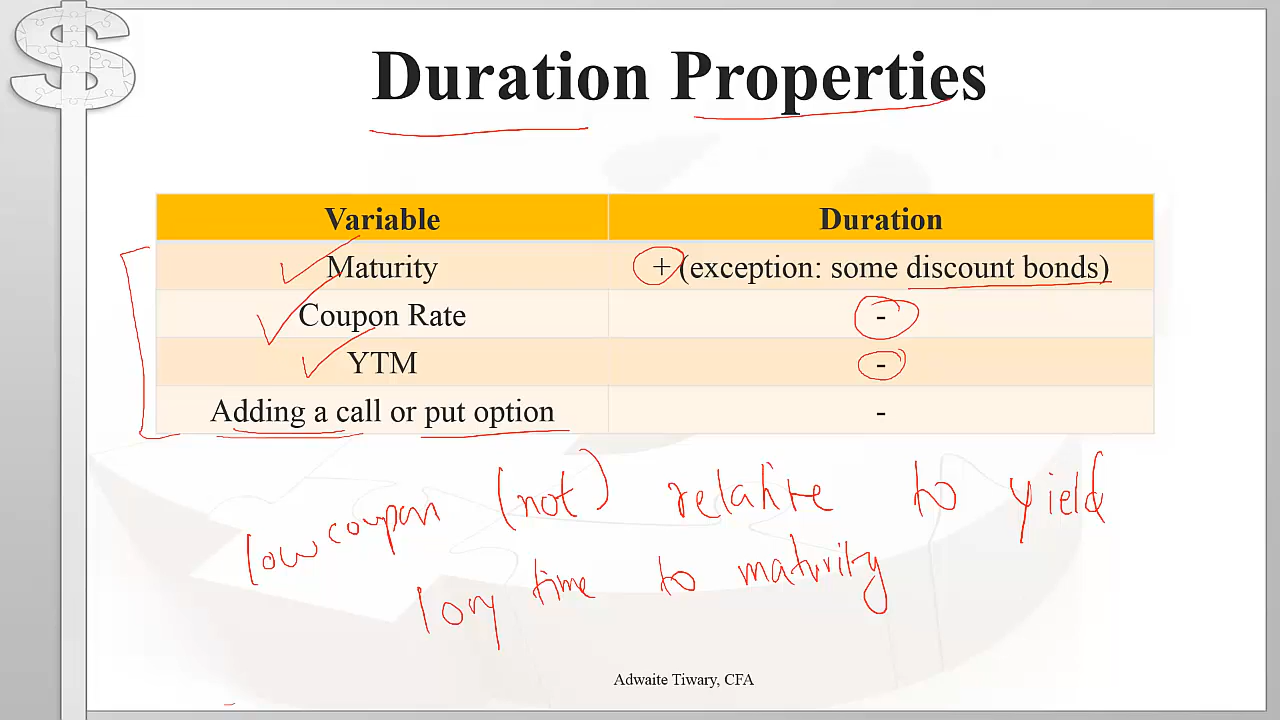 Duration Properties
Variable Duration
Maturity + (exception: some discount bonds)
Coupon Rate -
YTM -
Adding a call or put option -
low coupon (not) relative to yield
long time to maturity
Adwaite Tiwary, CFA